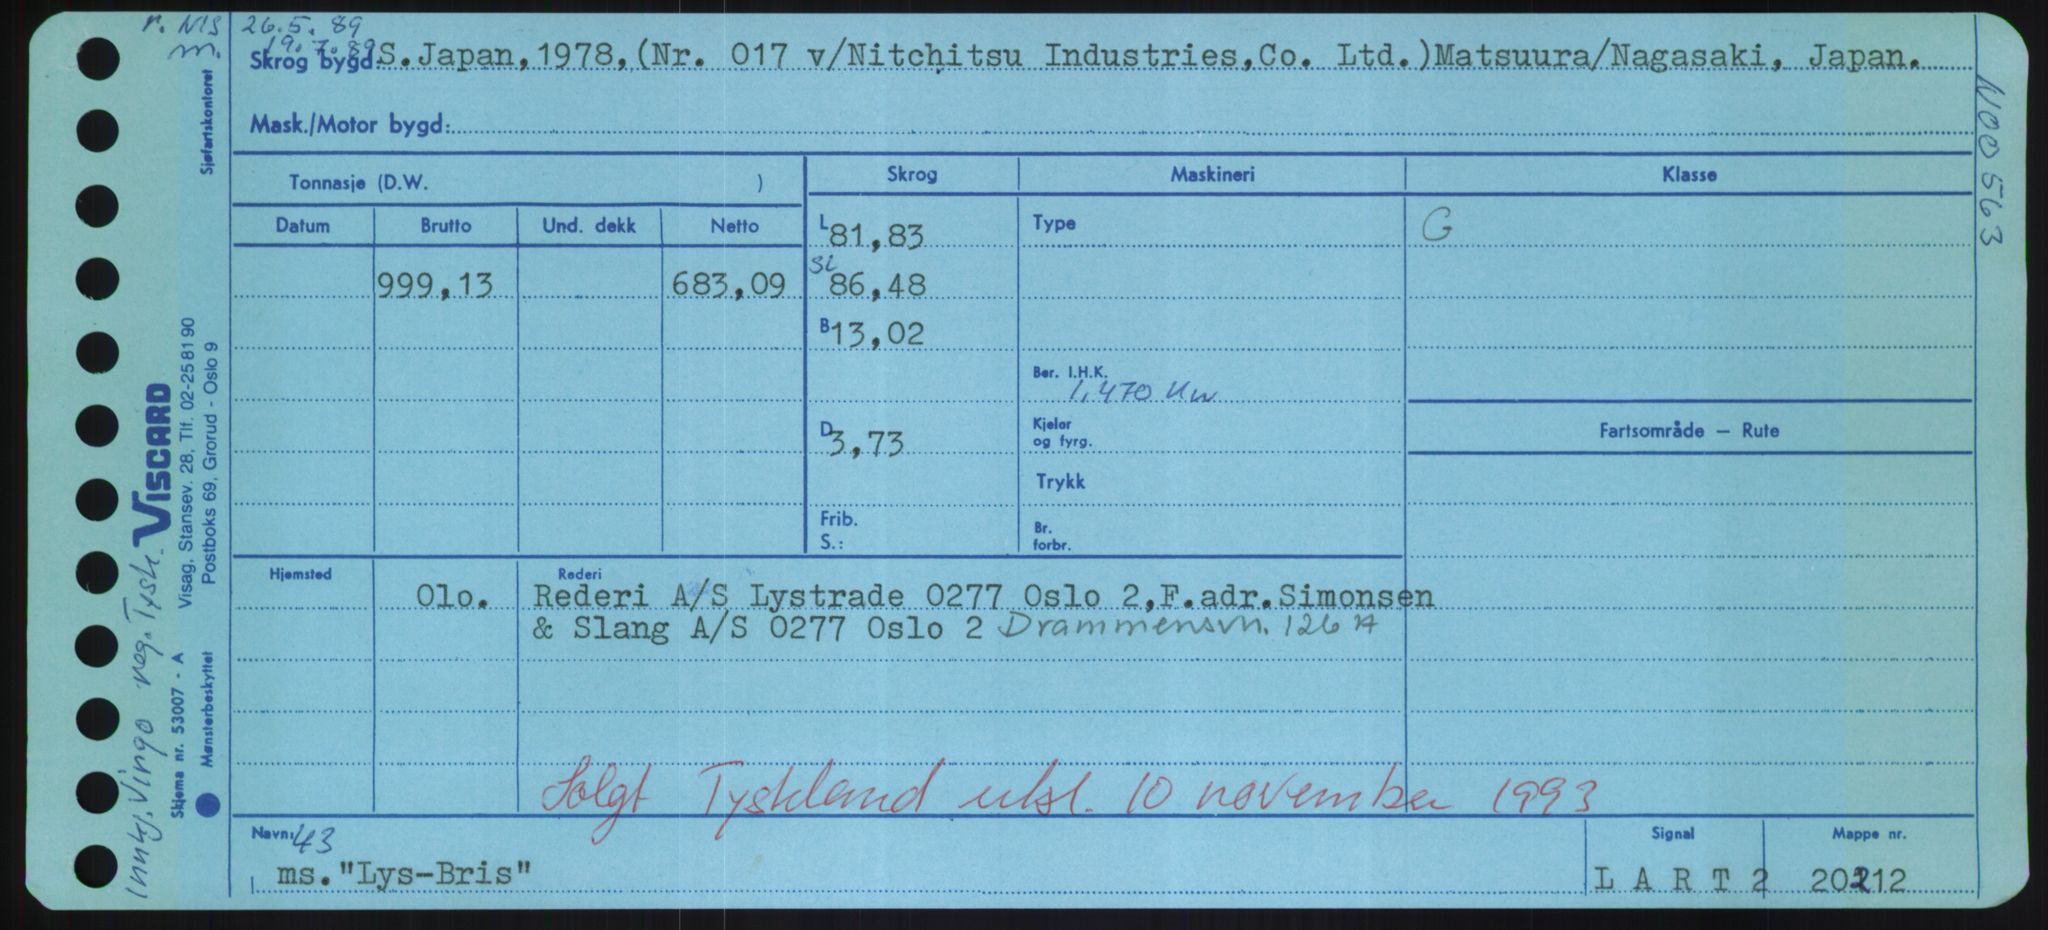 r. NIS 26.5.89
m. 19.7.89
Skrog bygd: S.Japan,1978,(Nr. 017 v/Nitchitsu Industries,Co. Ltd.)Matsuura/Nagasaki, Japan.
Mask./Motor bygd:
Tonnasje (D.W. )
Skrog Maskineri Klasse
Datum Brutto Und. dekk Netto
L 81,83 Type G
999,13 683,09 SL 86,48
B 13,02
Ber. I.H.K. 1,470 Kw
Fartsområde – Rute
D 3,73 Kjeler
og fyrg.
Trykk
Frib.
S.:
Br.
forbr.
Hjemsted Rederi
Olo. Rederi A/S Lystrade 0277 Oslo 2,F.adr.Simonsen
& Slang A/S 0277 Oslo 2 Drammensvn. 126 A
Solgt Tyskland utsl. 10 november 1993
Navn: 43 Signal Mappe nr.
ms."Lys-Bris" L A R T 2 20212
Sjøfartskontoret
Innkj. Virgo reg. Tysk.
VISCARD
Visag, Stansev. 28, Tlf. 02-25 81 90
Postboks 69, Grorud - Oslo 9
Skjema nr. 53007 - A
Mønsterbeskyttet
N00563